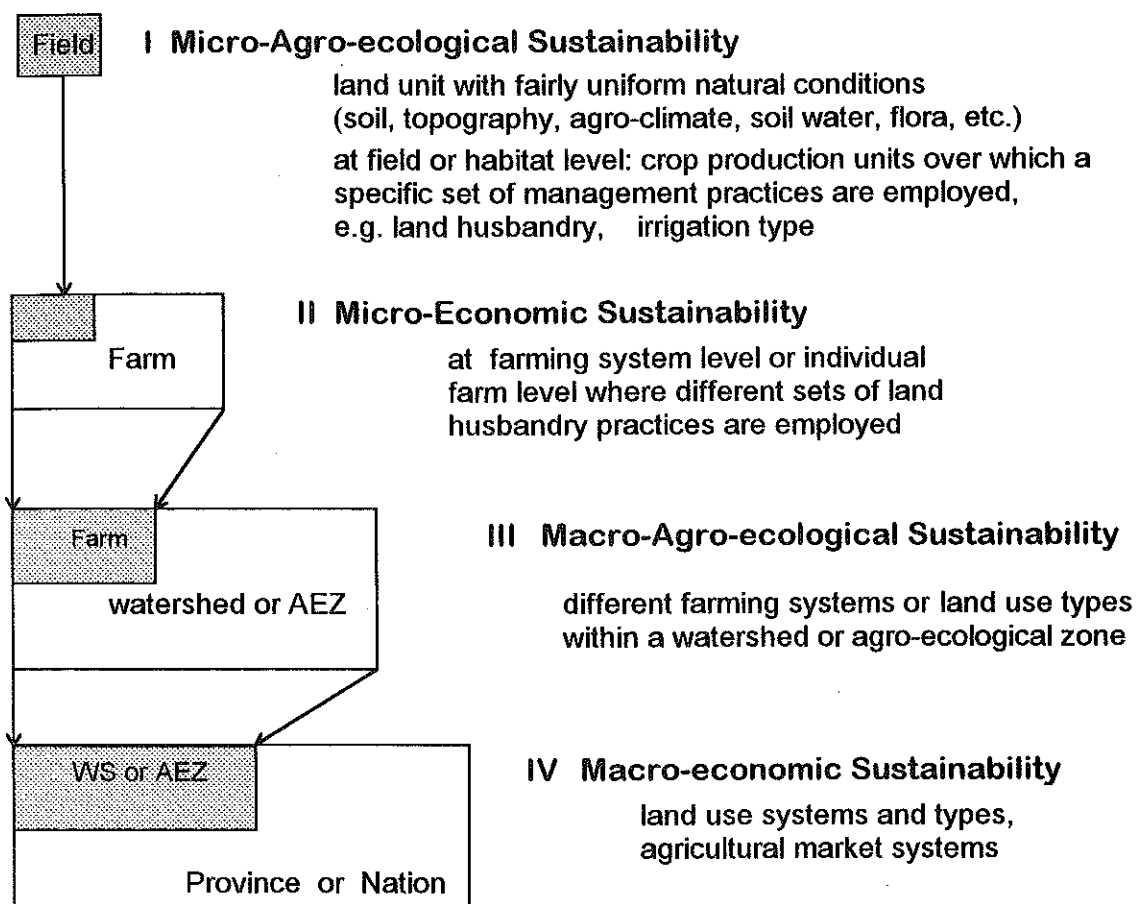 Field
I Micro-Agro-ecological Sustainability
land unit with fairly uniform natural conditions
(soil, topography, agro-climate, soil water, flora, etc.)
at field or habitat level: crop production units over which a
specific set of management practices are employed,
e.g. land husbandry, irrigation type
II Micro-Economic Sustainability
Farm
at farming system level or individual
farm level where different sets of land
husbandry practices are employed
Farm
III Macro-Agro-ecological Sustainability
watershed or AEZ
different farming systems or land use types
within a watershed or agro-ecological zone
WS or AEZ
IV Macro-economic Sustainability
land use systems and types,
agricultural market systems
Province or Nation